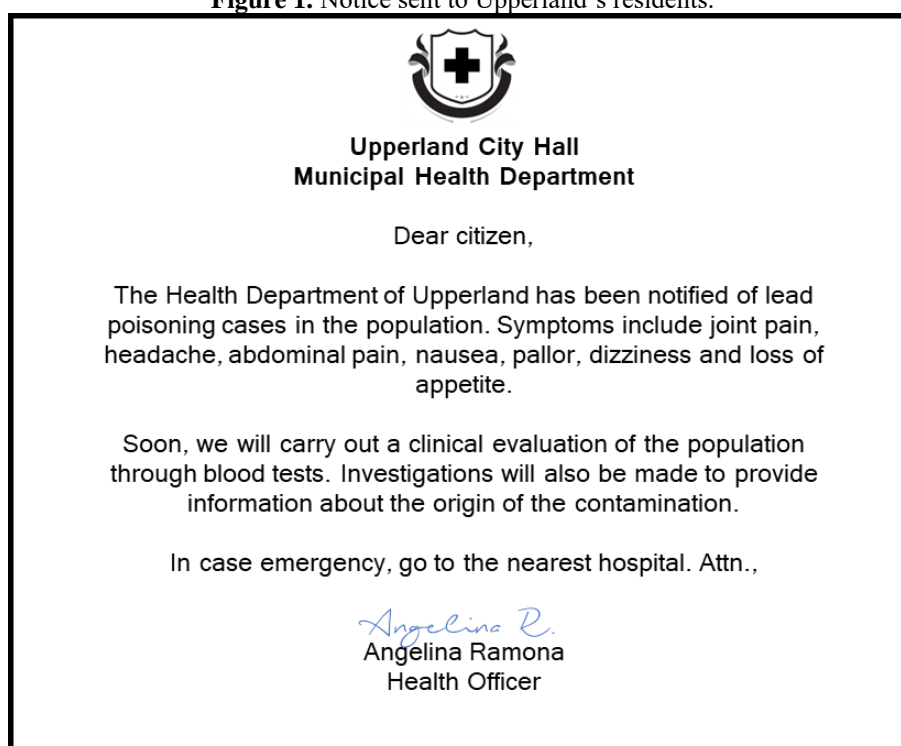 Figure 1. Notice sent to Upperland's residents.
Upperland City Hall
Municipal Health Department
Dear citizen,
The Health Department of Upperland has been notified of lead
poisoning cases in the population. Symptoms include joint pain,
headache, abdominal pain, nausea, pallor, dizziness and loss of
appetite.
Soon, we will carry out a clinical evaluation of the population
through blood tests. Investigations will also be made to provide
information about the origin of the contamination.
In case emergency, go to the nearest hospital. Attn.,
Angelina R.
Angelina Ramona
Health Officer